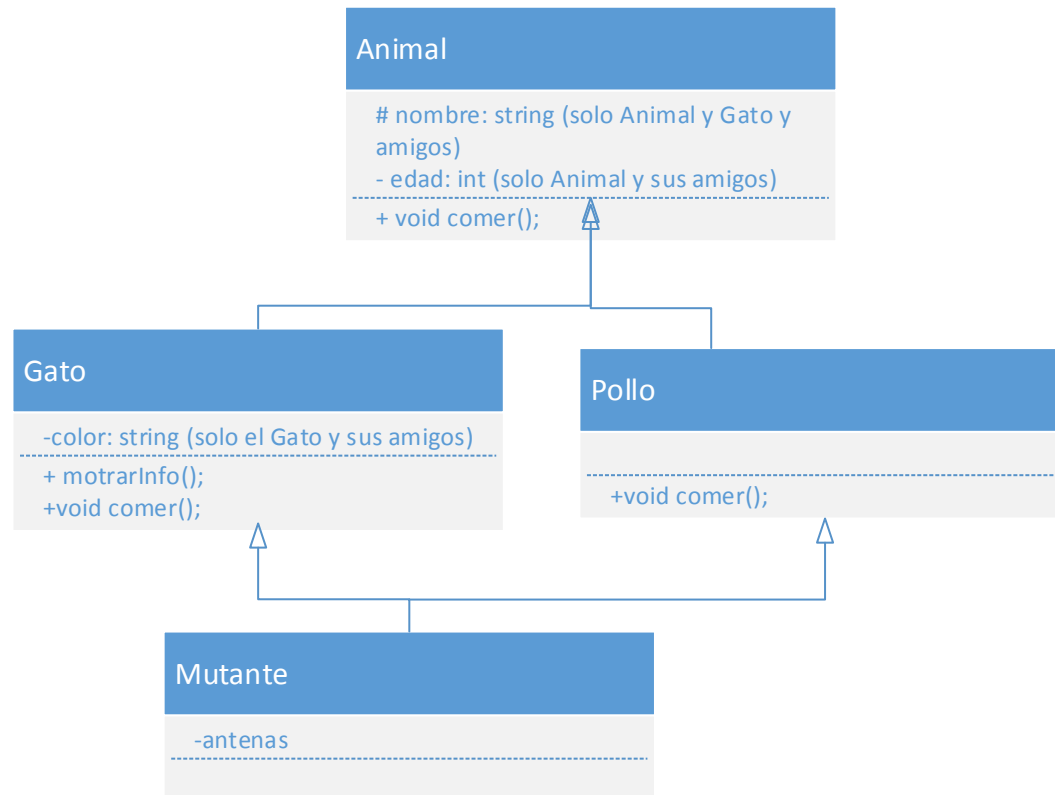 Animal
# nombre: string (solo Animal y Gato y
amigos)
- edad: int (solo Animal y sus amigos)
+ void comer();
Gato
-color: string (solo el Gato y sus amigos)
+ motrarInfo();
+void comer();
Pollo
+void comer();
Mutante
-antenas